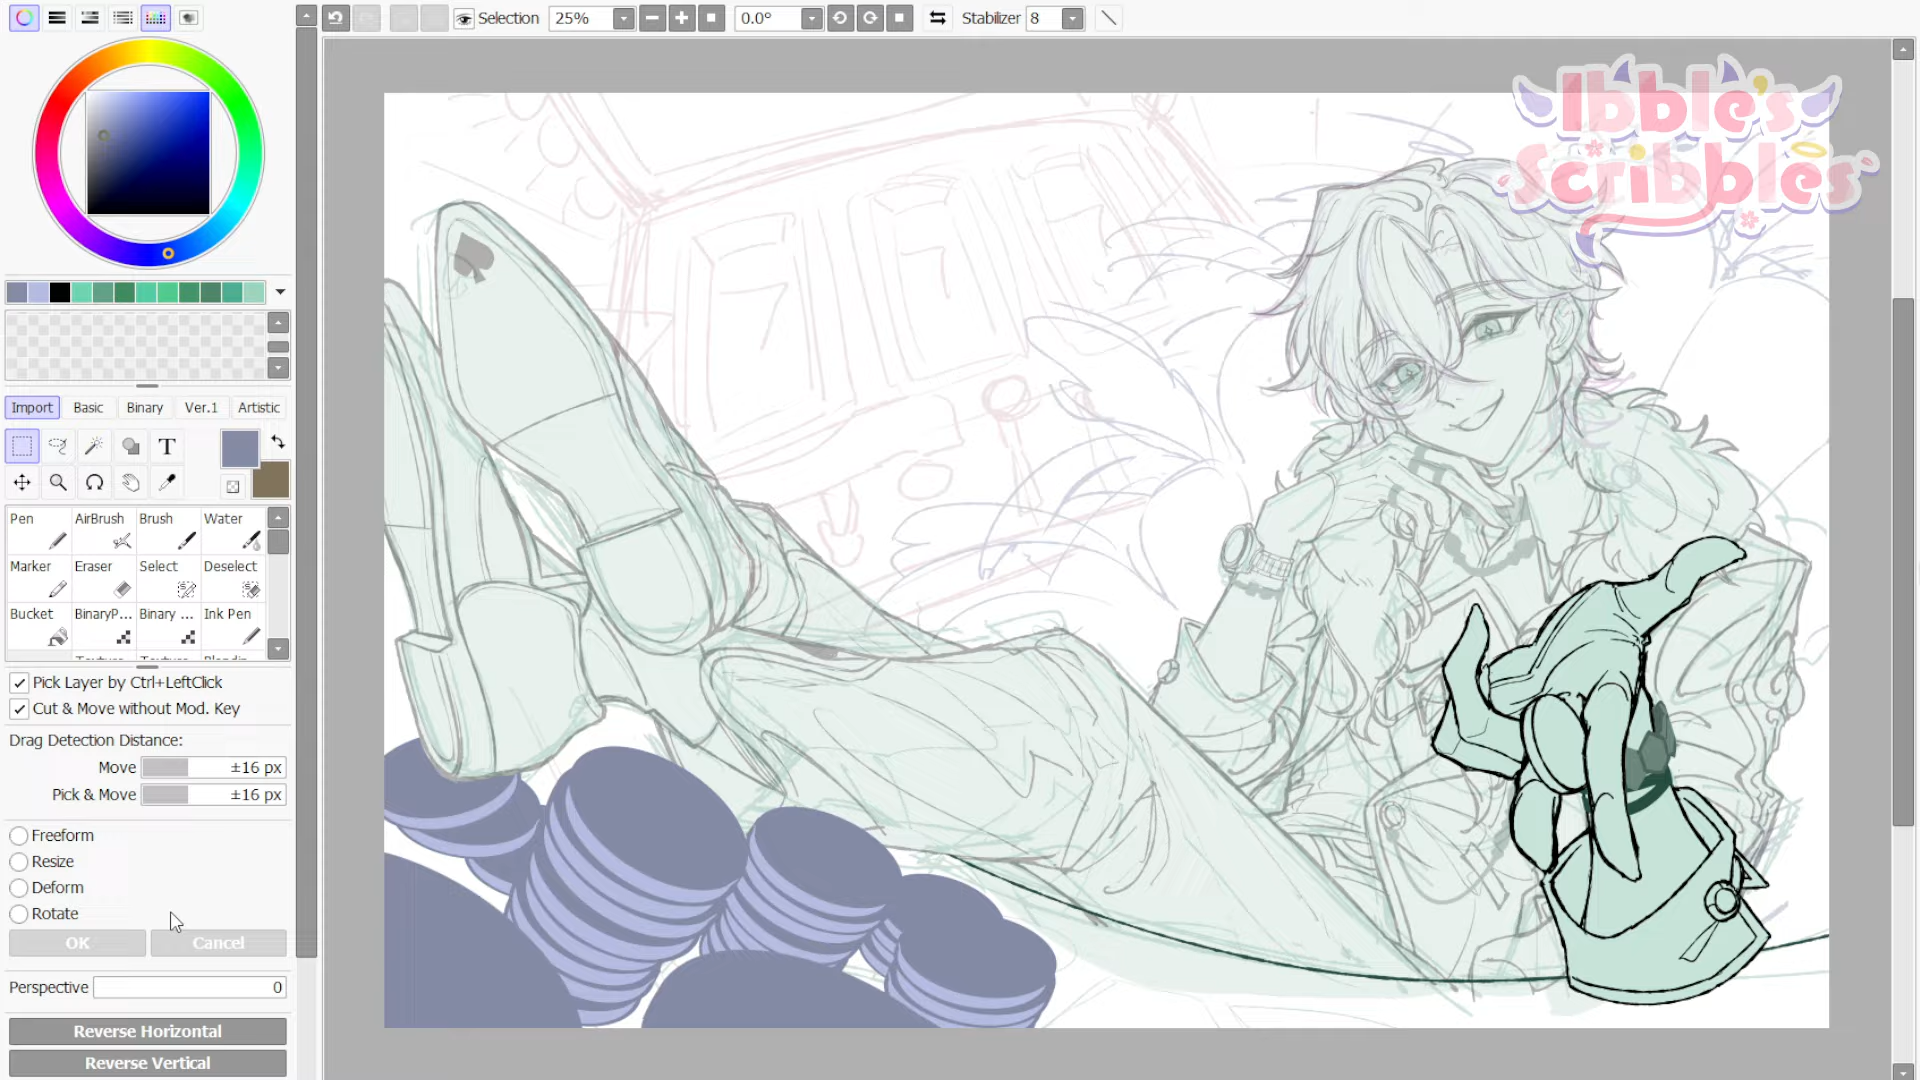 Selection 25% 0.0° Stabilizer 8
Ibble's
Scribbles
7 7
Import Basic Binary Ver.1 Artistic
T
Pen AirBrush Brush Water
Marker Eraser Select Deselect
Bucket BinaryP... Binary ... Ink Pen
Pick Layer by Ctrl+LeftClick
Cut & Move without Mod. Key
Drag Detection Distance:
Move ±16 px
Pick & Move ±16 px
Freeform
Resize
Deform
Rotate
OK Cancel
Perspective 0
Reverse Horizontal
Reverse Vertical